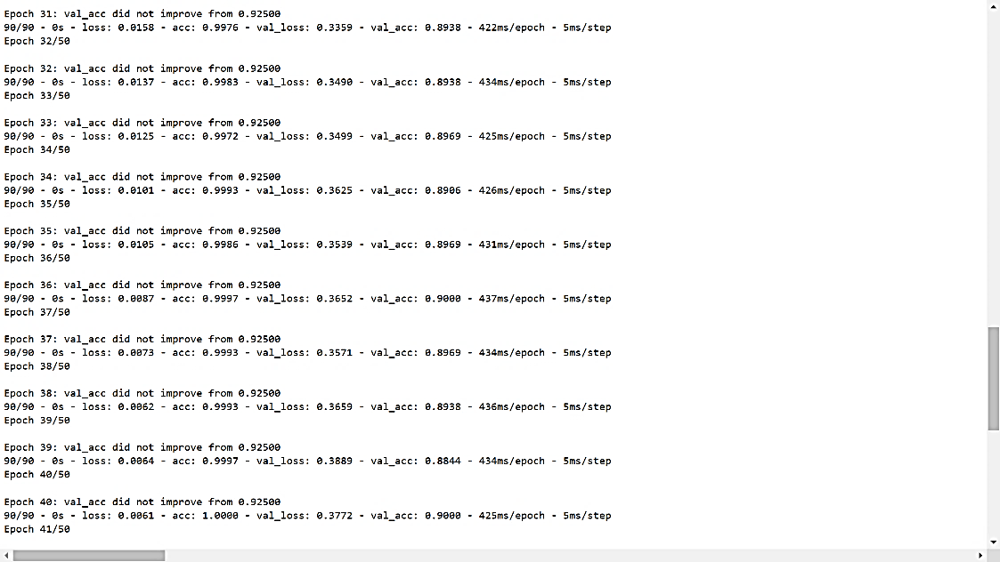 Epoch 31: val_acc did not improve from 0.92500
90/90 - 0s - loss: 0.0158 - acc: 0.9976 - val_loss: 0.3359 - val_acc: 0.8938 - 422ms/epoch - 5ms/step
Epoch 32/50
Epoch 32: val_acc did not improve from 0.92500
90/90 - 0s - loss: 0.0137 - acc: 0.9983 - val_loss: 0.3490 - val_acc: 0.8938 - 434ms/epoch - 5ms/step
Epoch 33/50
Epoch 33: val_acc did not improve from 0.92500
90/90 - 0s - loss: 0.0125 - acc: 0.9972 - val_loss: 0.3499 - val_acc: 0.8969 - 425ms/epoch - 5ms/step
Epoch 34/50
Epoch 34: val_acc did not improve from 0.92500
90/90 - 0s - loss: 0.0101 - acc: 0.9993 - val_loss: 0.3625 - val_acc: 0.8906 - 426ms/epoch - 5ms/step
Epoch 35/50
Epoch 35: val_acc did not improve from 0.92500
90/90 - 0s - loss: 0.0105 - acc: 0.9986 - val_loss: 0.3539 - val_acc: 0.8969 - 431ms/epoch - 5ms/step
Epoch 36/50
Epoch 36: val_acc did not improve from 0.92500
90/90 - 0s - loss: 0.0087 - acc: 0.9997 - val_loss: 0.3652 - val_acc: 0.9000 - 437ms/epoch - 5ms/step
Epoch 37/50
Epoch 37: val_acc did not improve from 0.92500
90/90 - 0s - loss: 0.0073 - acc: 0.9993 - val_loss: 0.3571 - val_acc: 0.8969 - 434ms/epoch - 5ms/step
Epoch 38/50
Epoch 38: val_acc did not improve from 0.92500
90/90 - 0s - loss: 0.0062 - acc: 0.9993 - val_loss: 0.3659 - val_acc: 0.8938 - 436ms/epoch - 5ms/step
Epoch 39/50
Epoch 39: val_acc did not improve from 0.92500
90/90 - 0s - loss: 0.0064 - acc: 0.9997 - val_loss: 0.3889 - val_acc: 0.8844 - 434ms/epoch - 5ms/step
Epoch 40/50
Epoch 40: val_acc did not improve from 0.92500
90/90 - 0s - loss: 0.0061 - acc: 1.0000 - val_loss: 0.3772 - val_acc: 0.9000 - 425ms/epoch - 5ms/step
Epoch 41/50